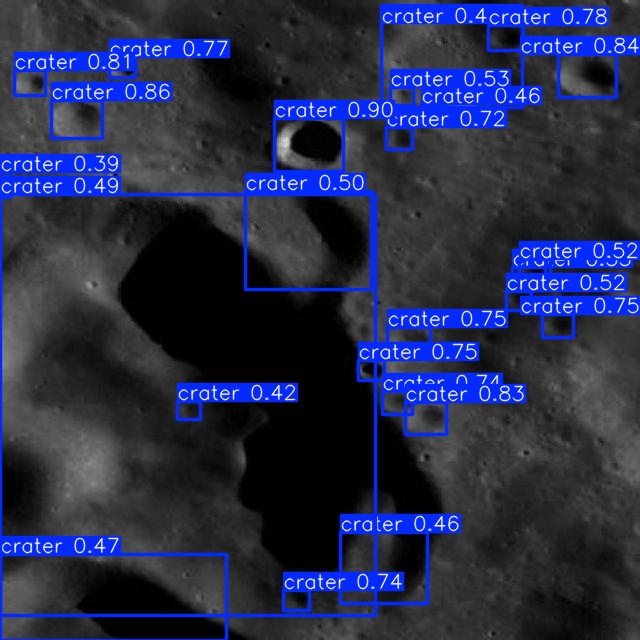 crater 0.4
crater 0.78
crater 0.84
crater 0.77
crater 0.81
crater 0.53
crater 0.46
crater 0.86
crater 0.90
crater 0.72
crater 0.39
crater 0.49
crater 0.50
crater 0.52
crater 0.52
crater 0.75
crater 0.75
crater 0.75
crater 0.74
crater 0.83
crater 0.42
crater 0.46
crater 0.47
crater 0.74